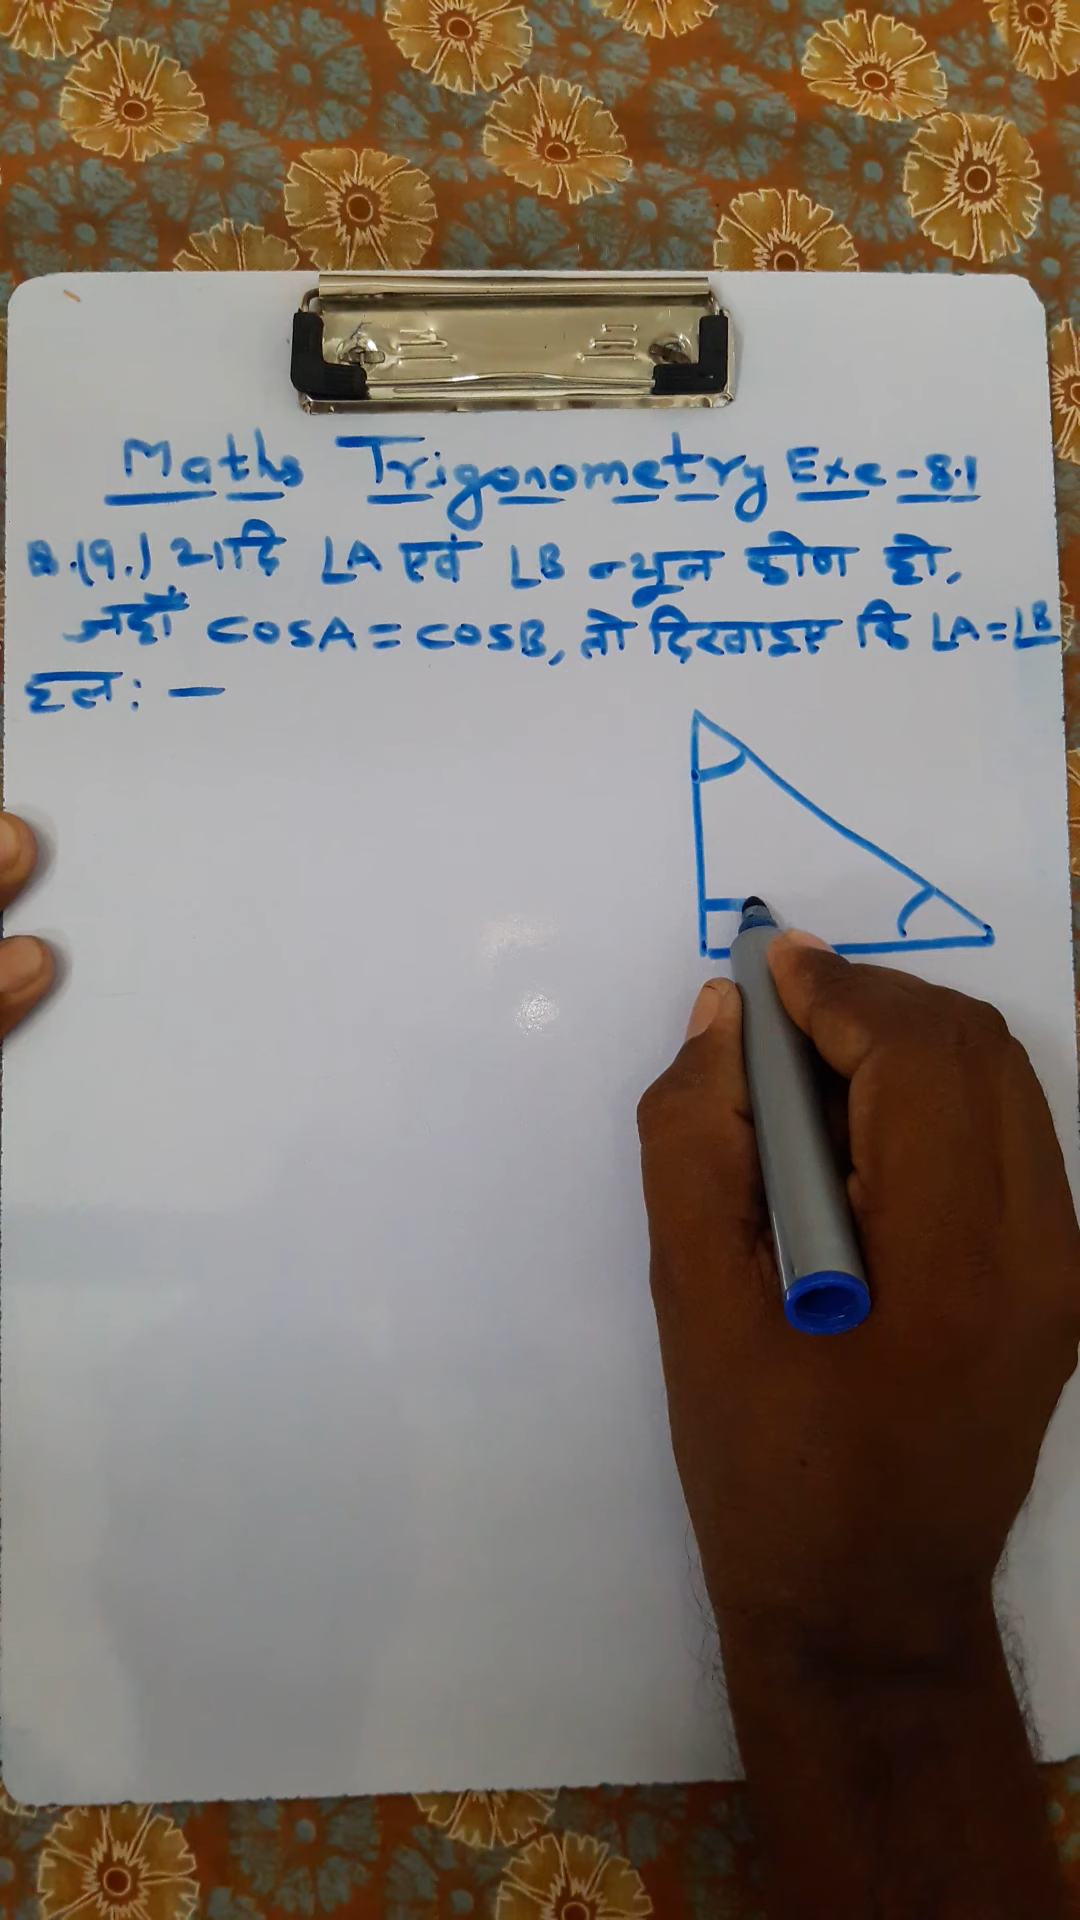 Maths Trigonometry Exe-8.1
Q.(9.) यदि ∠A एवं ∠B न्यून कोण हो,
जहाँ cosA = cosB, तो दिखाइए कि ∠A = ∠B
हल: —